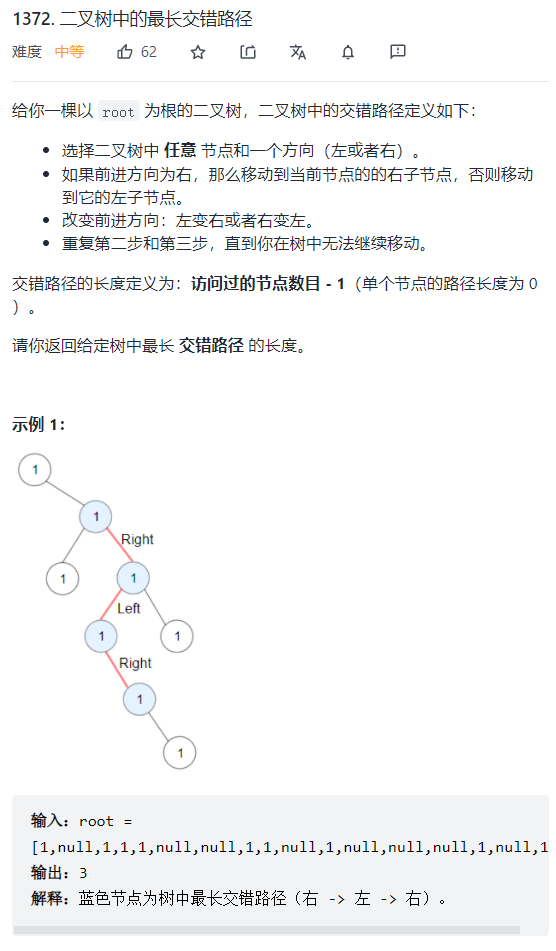 1372. 二叉树中的最长交错路径
难度 中等 62
给你一棵以 root 为根的二叉树，二叉树中的交错路径定义如下：
• 选择二叉树中 任意 节点和一个方向（左或者右）。
• 如果前进方向为右，那么移动到当前节点的的右子节点，否则移动
到它的左子节点。
• 改变前进方向：左变右或者右变左。
• 重复第二步和第三步，直到你在树中无法继续移动。
交错路径的长度定义为：访问过的节点数目 - 1（单个节点的路径长度为 0
）。
请你返回给定树中最长 交错路径 的长度。
示例 1：
1
1
Right
1
1
Left
1
1
Right
1
1
输入：root =
[1,null,1,1,1,null,null,1,1,null,1,null,null,null,1,null,1
输出：3
解释：蓝色节点为树中最长交错路径（右 -> 左 -> 右）。